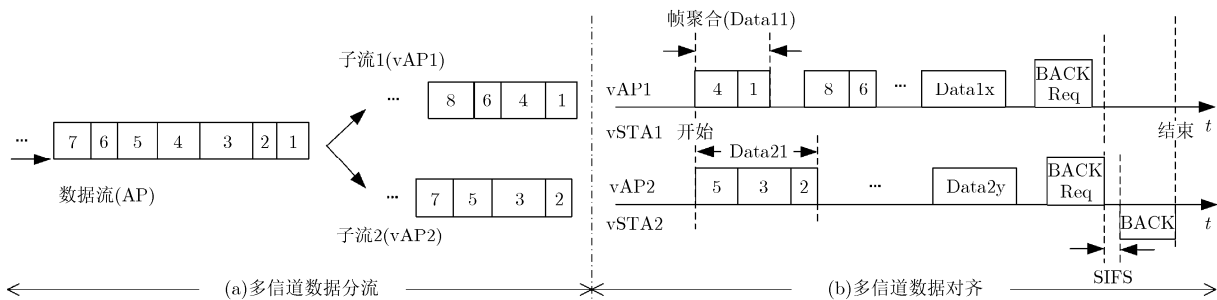 ··· 7 6 5 4 3 2 1
数据流(AP)
子流1(vAP1)
··· 8 6 4 1
··· 7 5 3 2
子流2(vAP2)
(a)多信道数据分流
帧聚合(Data11)
vAP1 4 1 8 6 ··· Data1x BACK Req
vSTA1 开始 结束 t
Data21
vAP2 5 3 2 ··· Data2y BACK Req
vSTA2 BACK t
SIFS
(b)多信道数据对齐